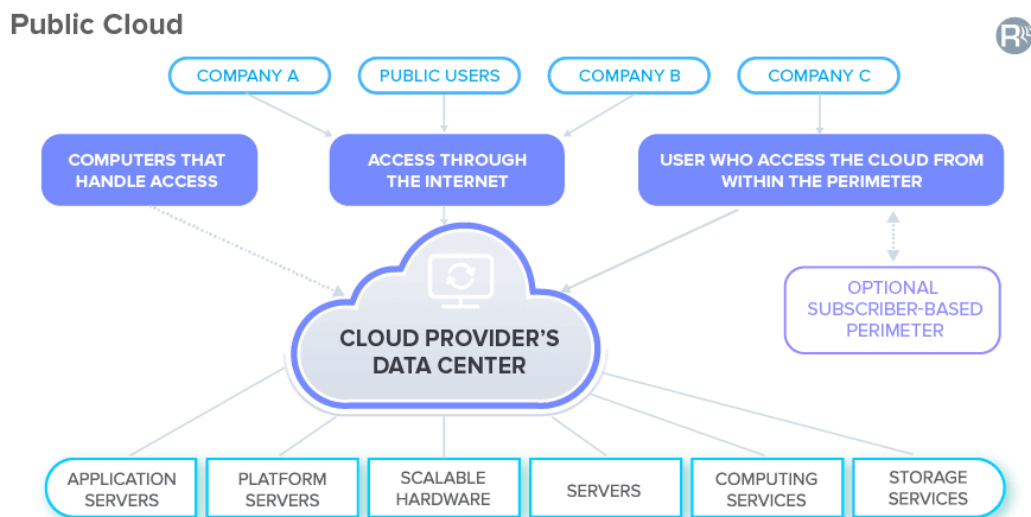 Public Cloud
R
COMPANY A
PUBLIC USERS
COMPANY B
COMPANY C
COMPUTERS THAT
HANDLE ACCESS
ACCESS THROUGH
THE INTERNET
USER WHO ACCESS THE CLOUD FROM
WITHIN THE PERIMETER
OPTIONAL
SUBSCRIBER-BASED
PERIMETER
CLOUD PROVIDER’S
DATA CENTER
APPLICATION
SERVERS
PLATFORM
SERVERS
SCALABLE
HARDWARE
SERVERS
COMPUTING
SERVICES
STORAGE
SERVICES